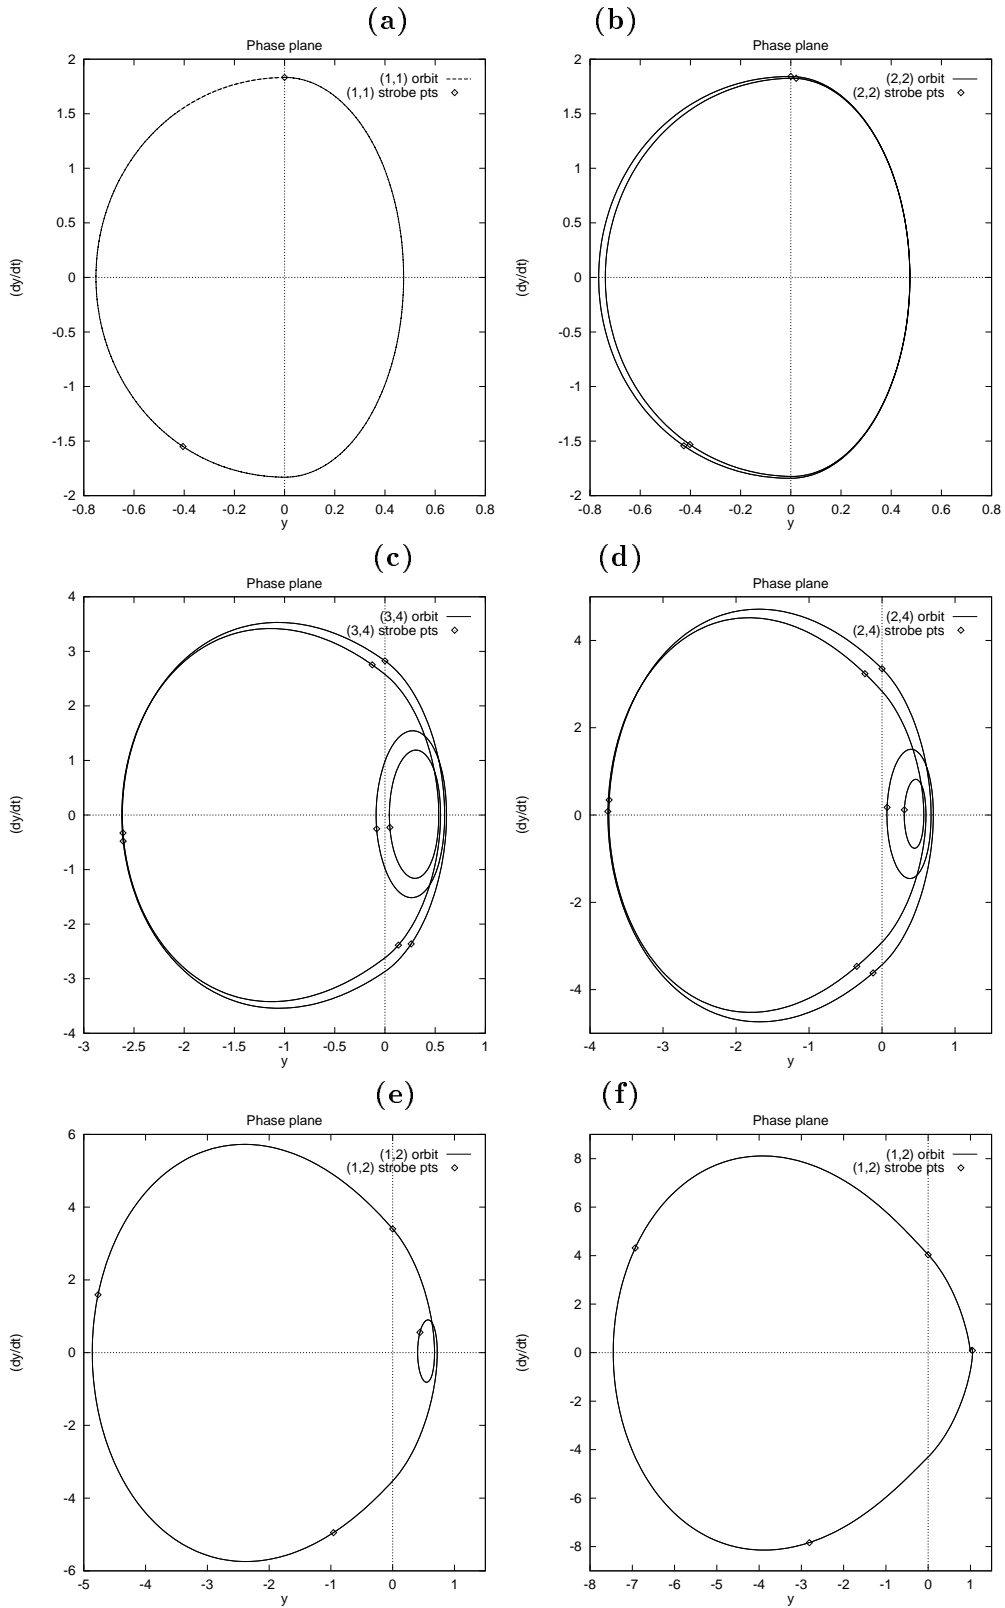 (a)
Phase plane
(1,1) orbit
(1,1) strobe pts
2
1.5
1
0.5
0
-0.5
-1
-1.5
-2
(dy/dt)
-0.8 -0.6 -0.4 -0.2 0 0.2 0.4 0.6 0.8
y
(b)
Phase plane
(2,2) orbit
(2,2) strobe pts
2
1.5
1
0.5
0
-0.5
-1
-1.5
-2
(dy/dt)
-0.8 -0.6 -0.4 -0.2 0 0.2 0.4 0.6 0.8
y
(c)
Phase plane
(3,4) orbit
(3,4) strobe pts
4
3
2
1
0
-1
-2
-3
-4
(dy/dt)
-3 -2.5 -2 -1.5 -1 -0.5 0 0.5 1
y
(d)
Phase plane
(2,4) orbit
(2,4) strobe pts
4
2
0
-2
-4
(dy/dt)
-4 -3 -2 -1 0 1
y
(e)
Phase plane
(1,2) orbit
(1,2) strobe pts
6
4
2
0
-2
-4
-6
(dy/dt)
-5 -4 -3 -2 -1 0 1
y
(f)
Phase plane
(1,2) orbit
(1,2) strobe pts
8
6
4
2
0
-2
-4
-6
-8
(dy/dt)
-8 -7 -6 -5 -4 -3 -2 -1 0 1
y